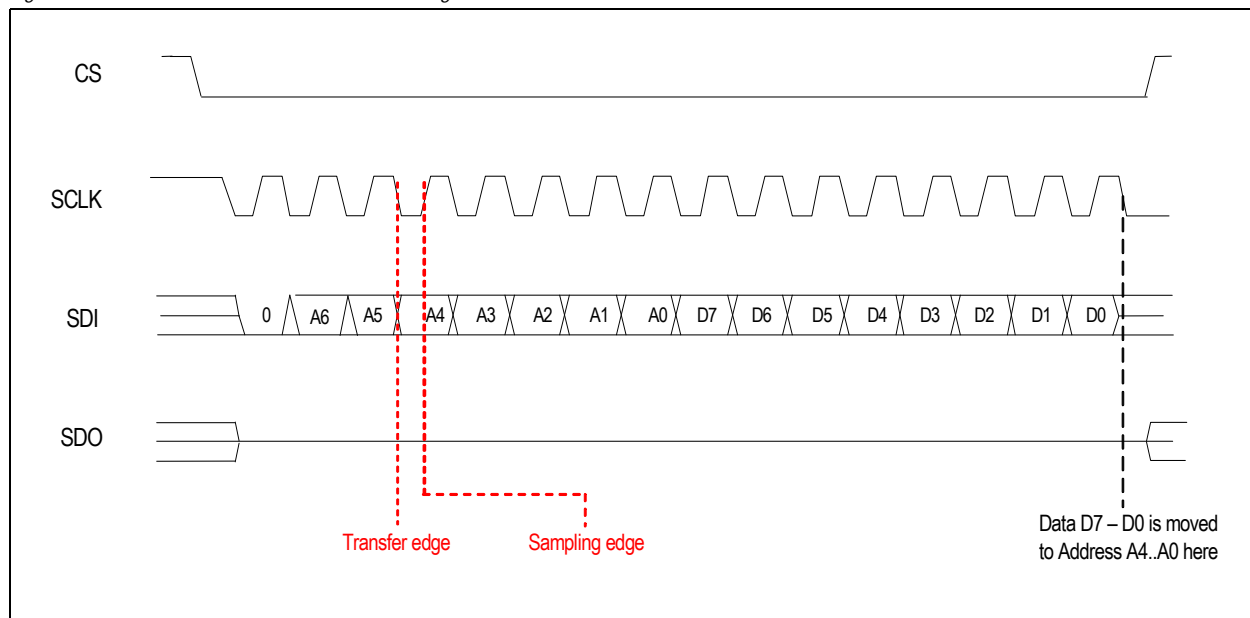 CS
SCLK
SDI 0 A6 A5 A4 A3 A2 A1 A0 D7 D6 D5 D4 D3 D2 D1 D0
SDO
Transfer edge Sampling edge
Data D7 – D0 is moved
to Address A4..A0 here